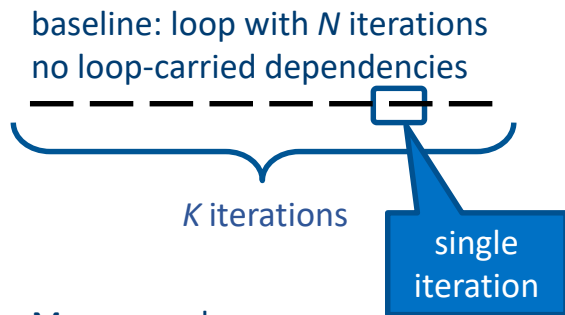 baseline: loop with N iterations
no loop-carried dependencies
K iterations
single
iteration